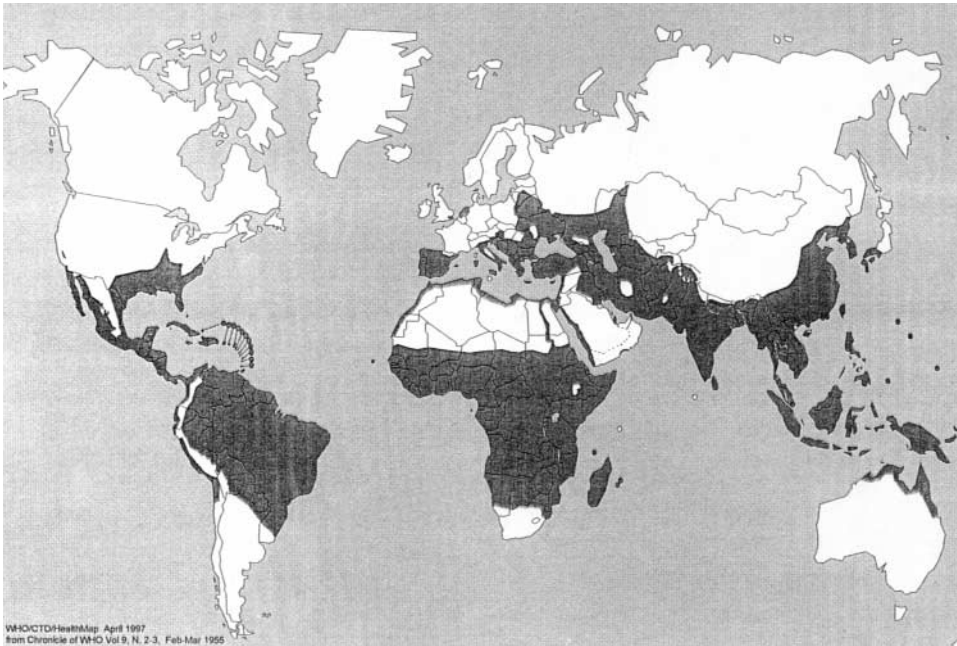 WHO/CTD/HealthMap April 1997
from Chronicle of WHO Vol 9, N. 2-3, Feb-Mar 1955